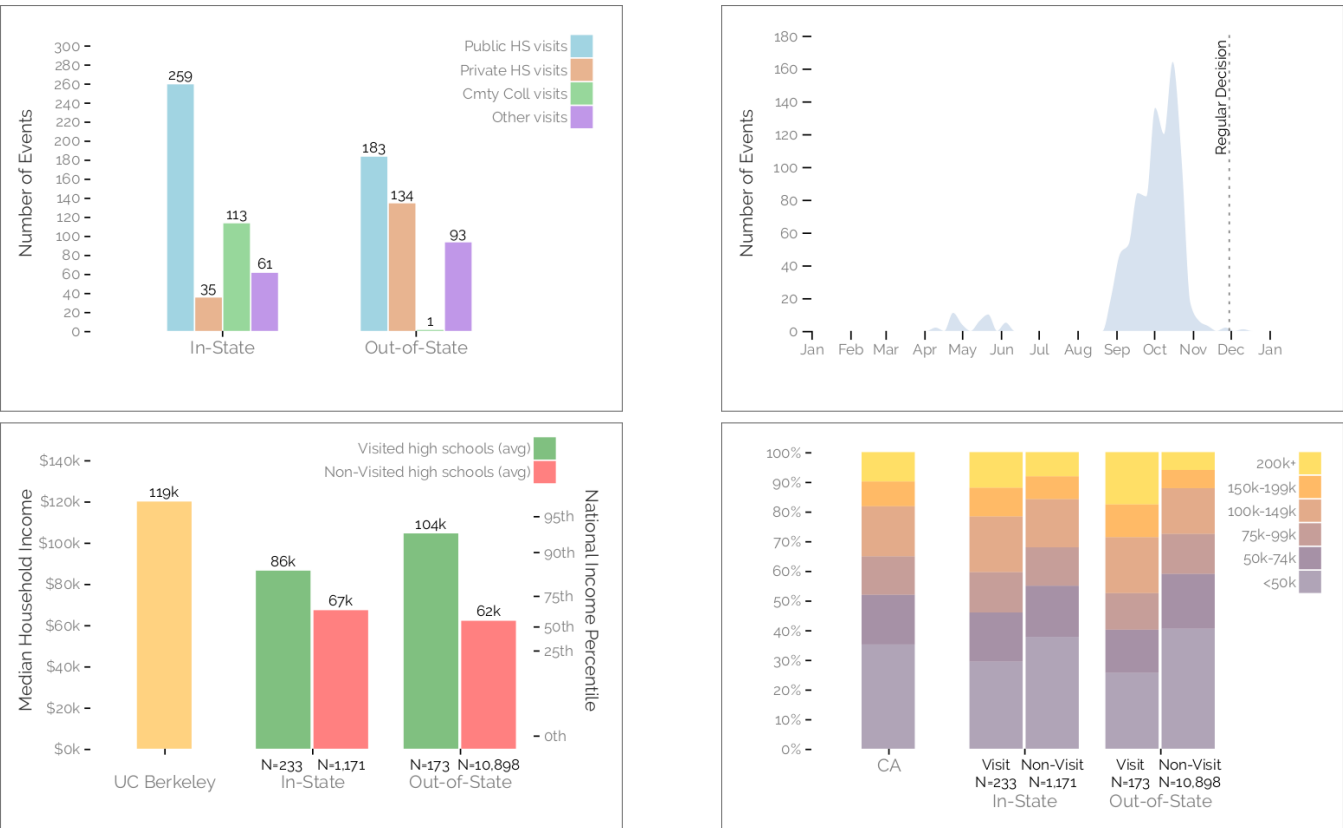 300
280
260
240
220
200
180
160
140
120
100
80
60
40
20
0
Number of Events
Public HS visits
Private HS visits
Cmty Coll visits
Other visits
259
35
113
61
183
134
1
93
In-State
Out-of-State
180
160
140
120
100
80
60
40
20
0
Number of Events
Regular Decision
Jan Feb Mar Apr May Jun Jul Aug Sep Oct Nov Dec Jan
$140k
$120k
$100k
$80k
$60k
$40k
$20k
$0k
Median Household Income
Visited high schools (avg)
Non-Visited high schools (avg)
119k
86k
67k
104k
62k
95th
90th
75th
50th
25th
0th
National Income Percentile
N=233 N=1,171 N=173 N=10,898
UC Berkeley In-State Out-of-State
100%
90%
80%
70%
60%
50%
40%
30%
20%
10%
0%
200k+
150k-199k
100k-149k
75k-99k
50k-74k
<50k
CA
Visit Non-Visit Visit Non-Visit
N=233 N=1,171 N=173 N=10,898
In-State Out-of-State